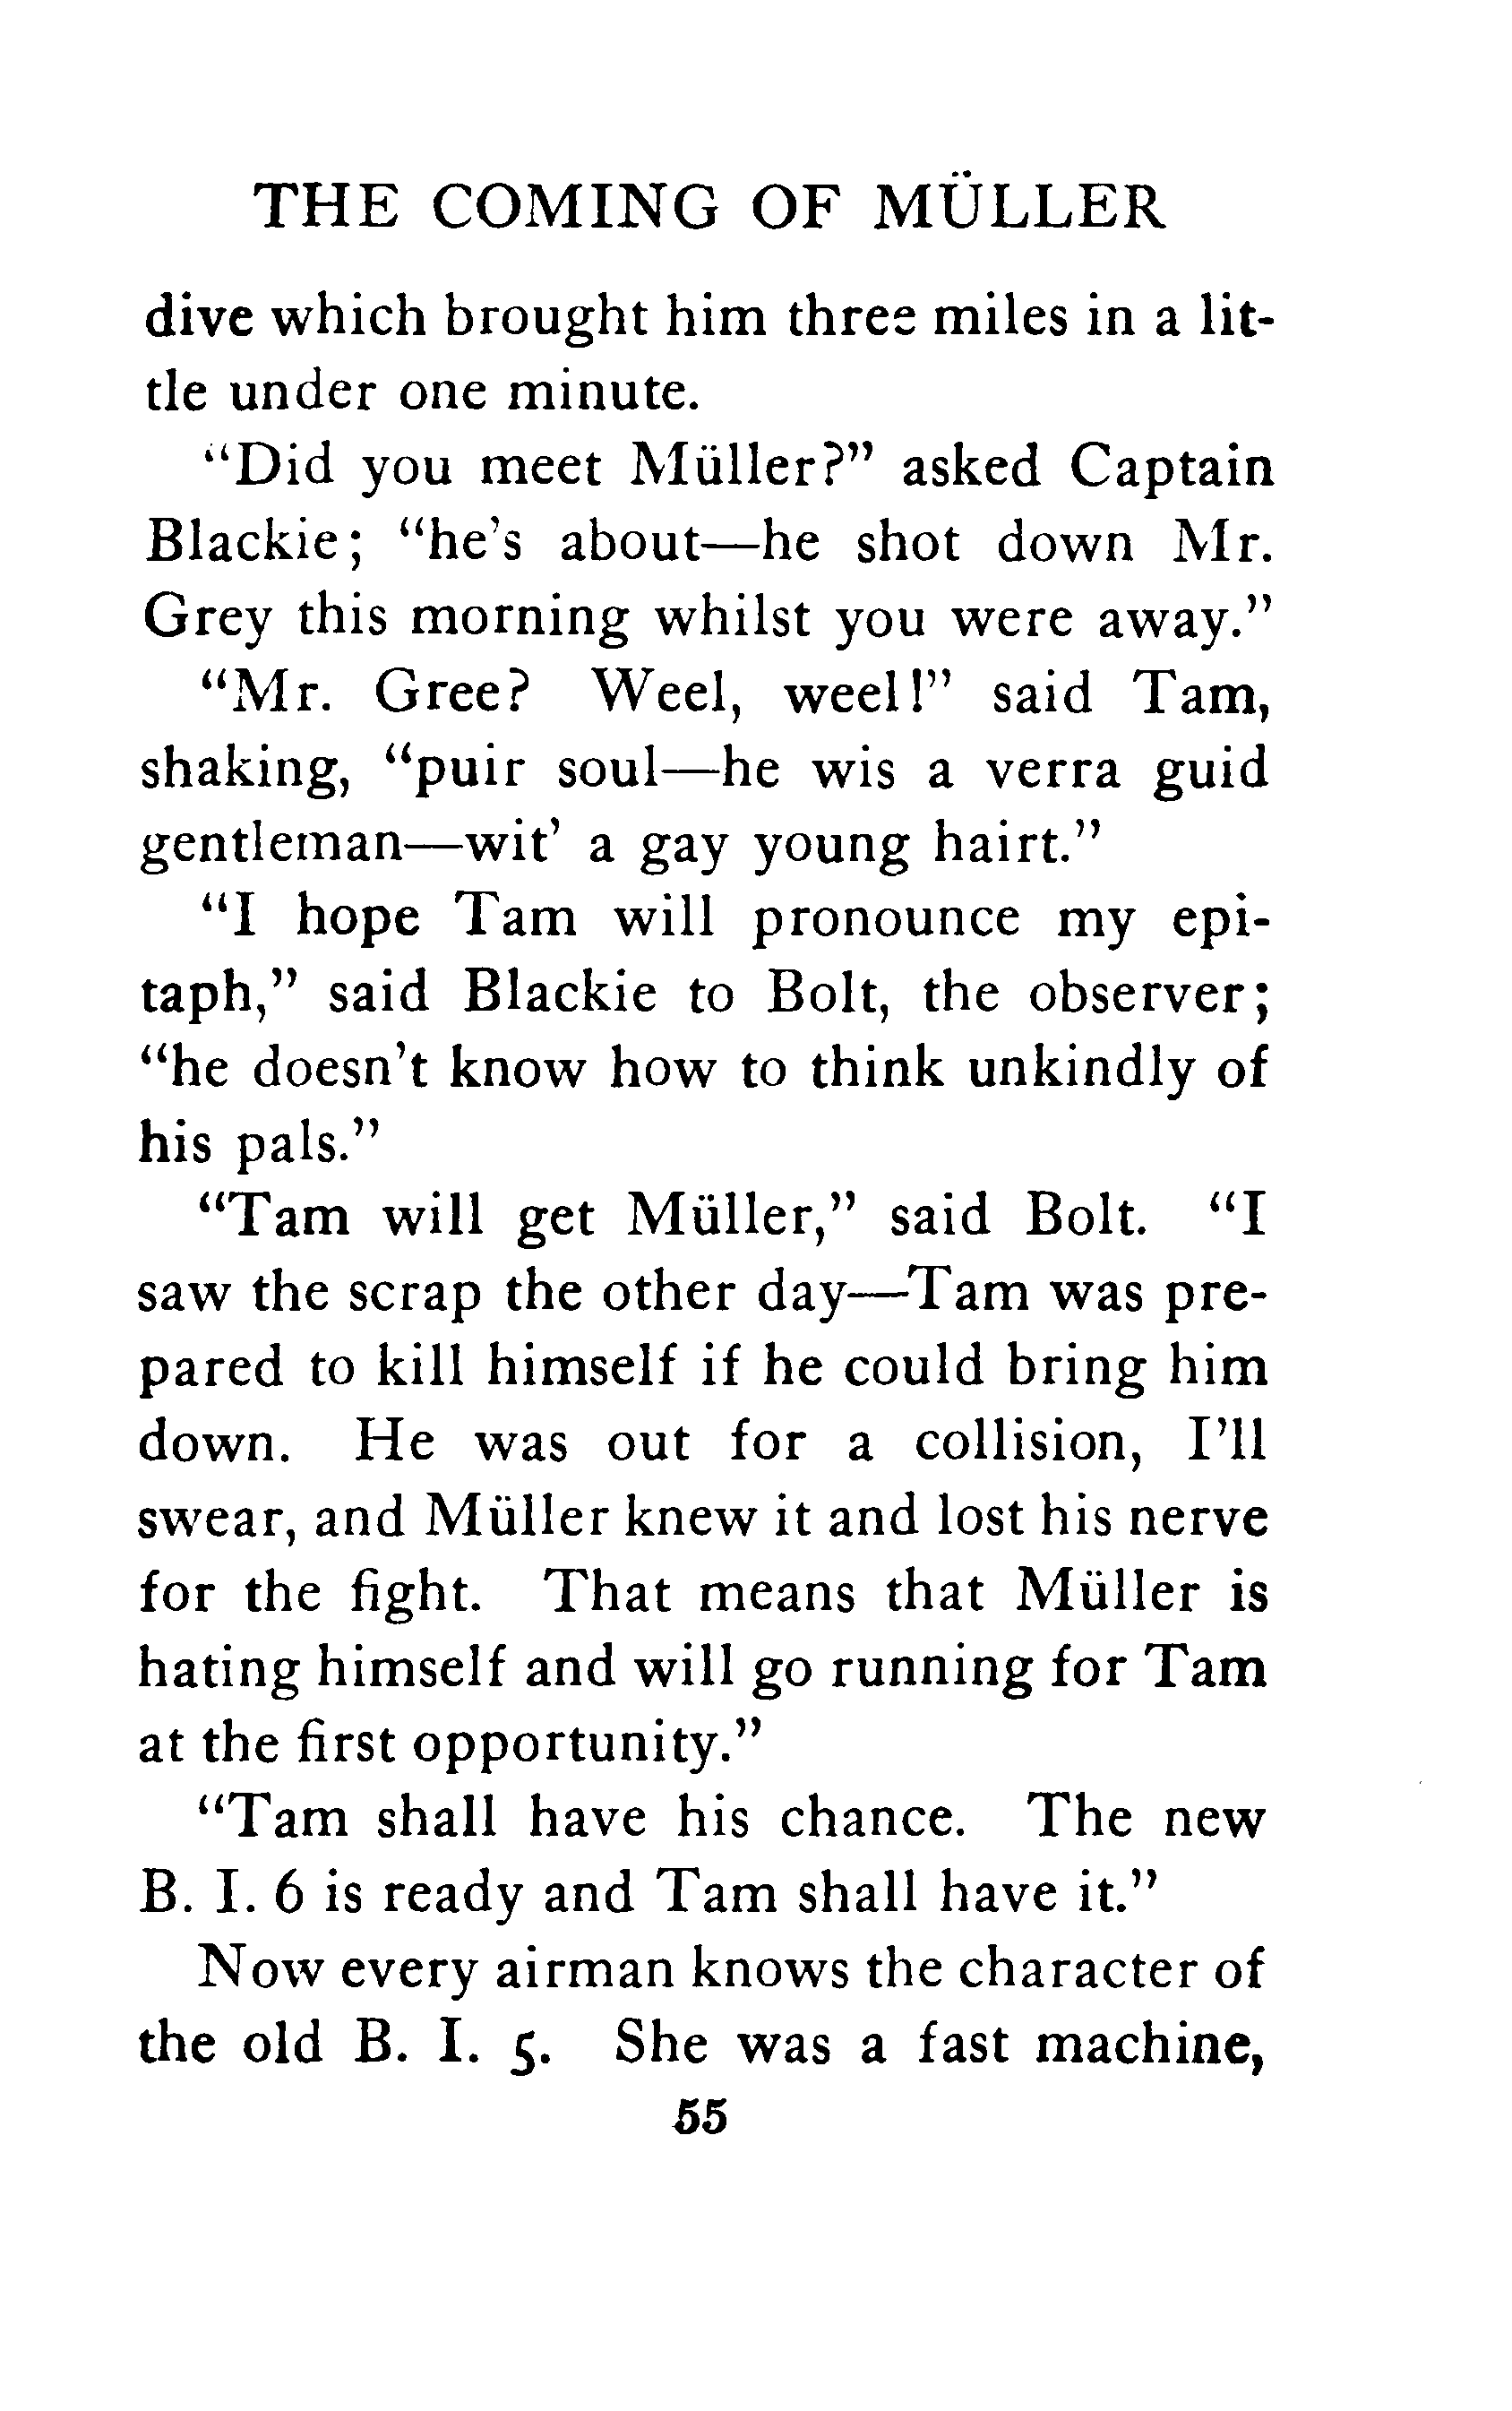 THE COMING OF MÜLLER
dive which brought him three miles in a lit-
tle under one minute.
“Did you meet Müller?” asked Captain
Blackie; “he’s about—he shot down Mr.
Grey this morning whilst you were away.”
“Mr. Gree? Weel, weel!” said Tam,
shaking, “puir soul—he wis a verra guid
gentleman—wit’ a gay young hairt.”
“I hope Tam will pronounce my epi-
taph,” said Blackie to Bolt, the observer;
“he doesn’t know how to think unkindly of
his pals.”
“Tam will get Müller,” said Bolt. “I
saw the scrap the other day—Tam was pre-
pared to kill himself if he could bring him
down. He was out for a collision, I’ll
swear, and Müller knew it and lost his nerve
for the fight. That means that Müller is
hating himself and will go running for Tam
at the first opportunity.”
“Tam shall have his chance. The new
B. I. 6 is ready and Tam shall have it.”
Now every airman knows the character of
the old B. I. 5. She was a fast machine,
55